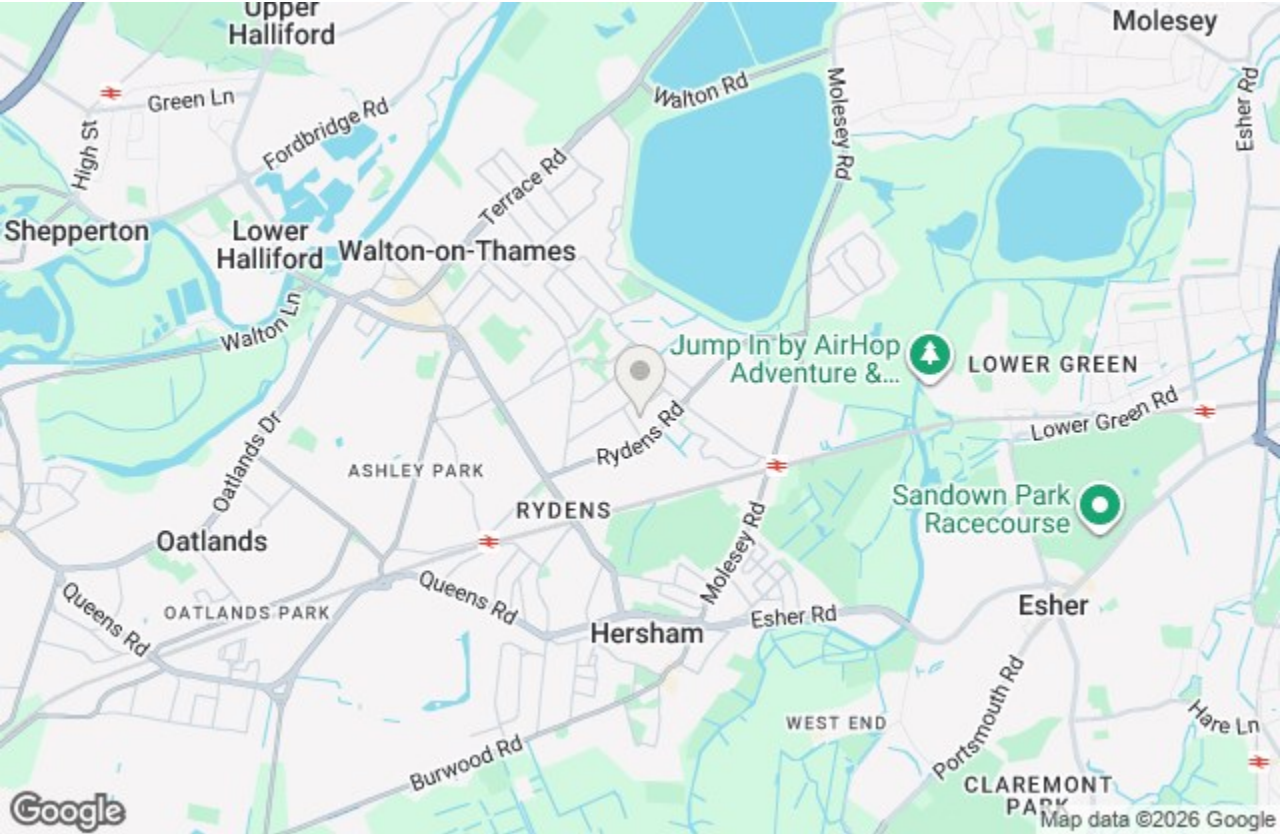 Upper
Halliford
Molesey
Green Ln
Walton Rd
Fordbridge Rd
High St
Molesey Rd
Esher Rd
Terrace Rd
Shepperton
Lower
Halliford
Walton-on-Thames
Walton Ln
Jump In by AirHop
Adventure &...
LOWER GREEN
Lower Green Rd
Rydens Rd
Oatlands Dr
ASHLEY PARK
RYDENS
Sandown Park
Racecourse
Oatlands
Molesey Rd
Queens Rd
Queens Rd
OATLANDS PARK
Esher Rd
Hersham
Esher
Portsmouth Rd
WEST END
Hare Ln
Burwood Rd
CLAREMONT
PARK
Google
Map data ©2026 Google